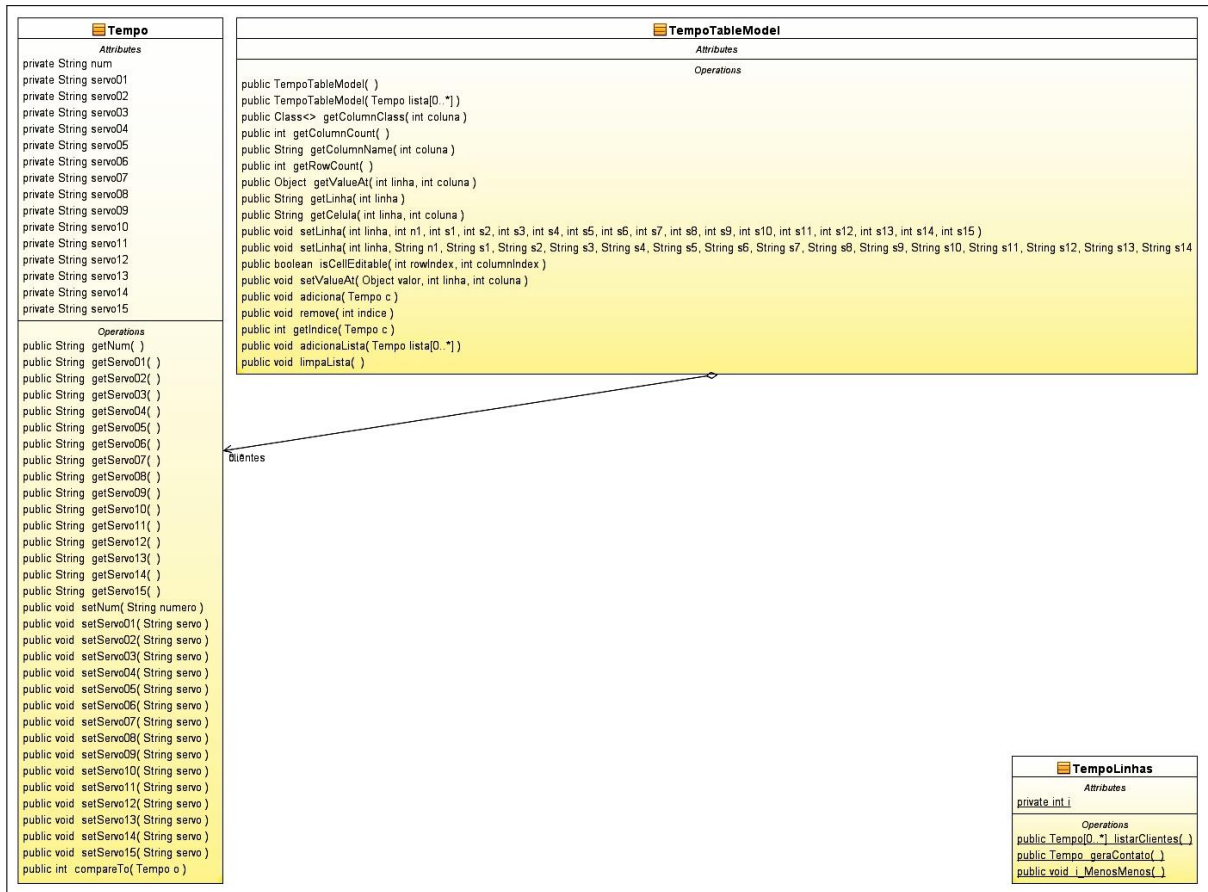 Tempo
Attributes
private String num
private String servo01
private String servo02
private String servo03
private String servo04
private String servo05
private String servo06
private String servo07
private String servo08
private String servo09
private String servo10
private String servo11
private String servo12
private String servo13
private String servo14
private String servo15
Operations
public String getNum( )
public String getServo01( )
public String getServo02( )
public String getServo03( )
public String getServo04( )
public String getServo05( )
public String getServo06( )
public String getServo07( )
public String getServo08( )
public String getServo09( )
public String getServo10( )
public String getServo11( )
public String getServo12( )
public String getServo13( )
public String getServo14( )
public String getServo15( )
public void setNum( String numero )
public void setServo01( String servo )
public void setServo02( String servo )
public void setServo03( String servo )
public void setServo04( String servo )
public void setServo05( String servo )
public void setServo06( String servo )
public void setServo07( String servo )
public void setServo08( String servo )
public void setServo09( String servo )
public void setServo10( String servo )
public void setServo11( String servo )
public void setServo12( String servo )
public void setServo13( String servo )
public void setServo14( String servo )
public void setServo15( String servo )
public int compareTo( Tempo o )
TempoTableModel
Attributes
Operations
public TempoTableModel( )
public TempoTableModel( Tempo lista[0..*] )
public Class<> getColumnClass( int coluna )
public int getColumnCount( )
public String getColumnName( int coluna )
public int getRowCount( )
public Object getValueAt( int linha, int coluna )
public String getLinha( int linha )
public String getCelula( int linha, int coluna )
public void setLinha( int linha, int n1, int s1, int s2, int s3, int s4, int s5, int s6, int s7, int s8, int s9, int s10, int s11, int s12, int s13, int s14, int s15 )
public void setLinha( int linha, String n1, String s1, String s2, String s3, String s4, String s5, String s6, String s7, String s8, String s9, String s10, String s11, String s12, String s13, String s14
public boolean isCellEditable( int rowIndex, int columnIndex )
public void setValueAt( Object valor, int linha, int coluna )
public void adiciona( Tempo c )
public void remove( int indice )
public int getIndice( Tempo c )
public void adicionaLista( Tempo lista[0..*] )
public void limpaLista( )
clientes
TempoLinhas
Attributes
private int i
Operations
public Tempo[0..*] listarClientes( )
public Tempo geraContato( )
public void i_MenosMenos( )